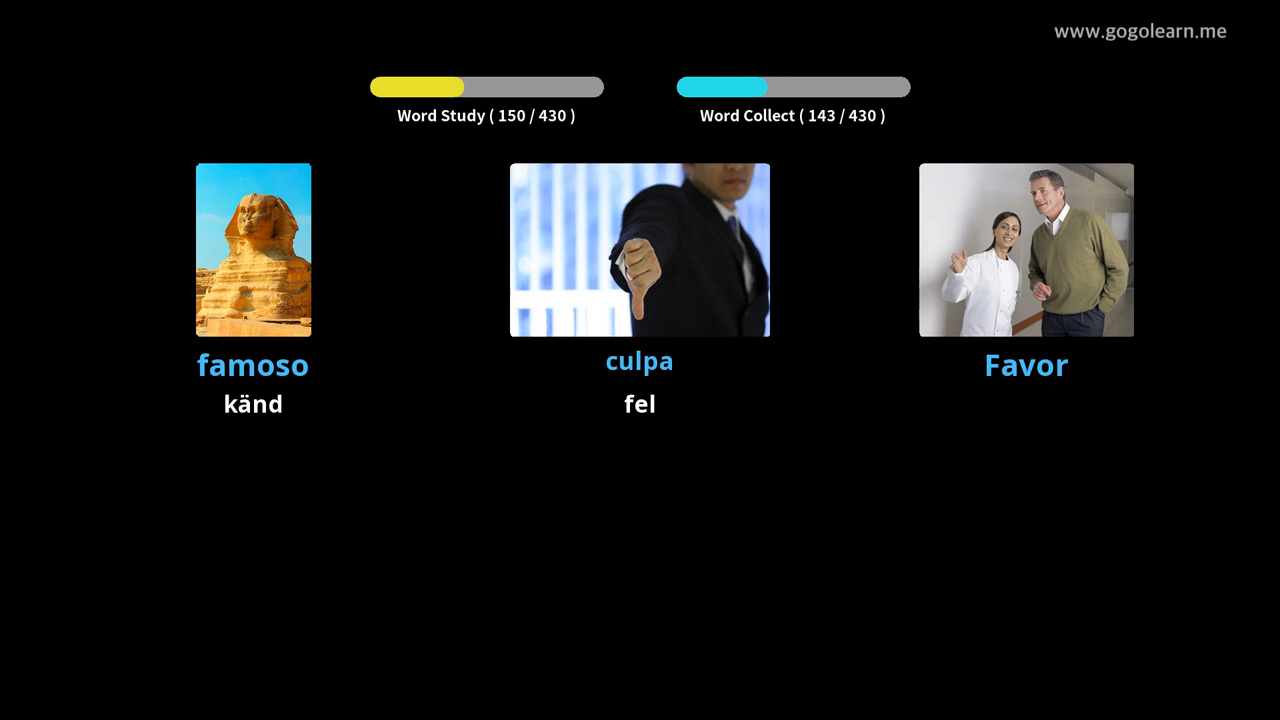 www.gogolearn.me
Word Study ( 150 / 430 )
Word Collect ( 143 / 430 )
famoso
culpa
Favor
känd
fel